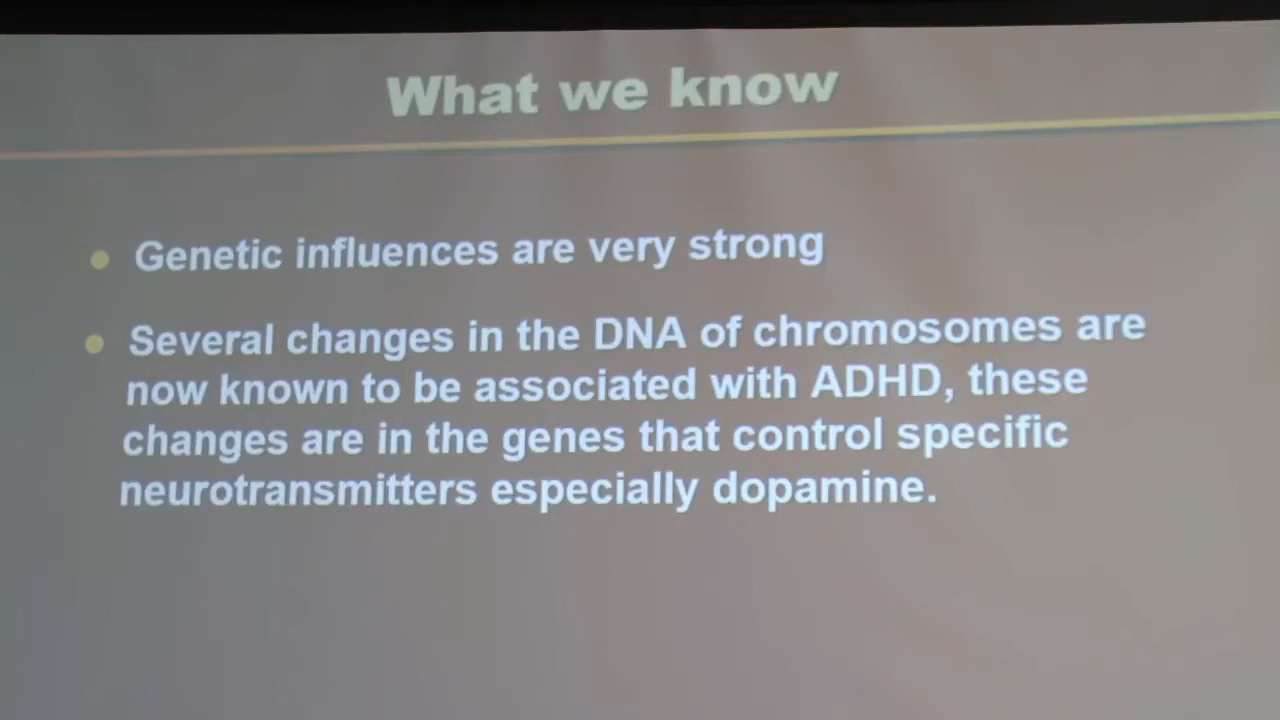 What we know
Genetic influences are very strong
Several changes in the DNA of chromosomes are
now known to be associated with ADHD, these
changes are in the genes that control specific
neurotransmitters especially dopamine.